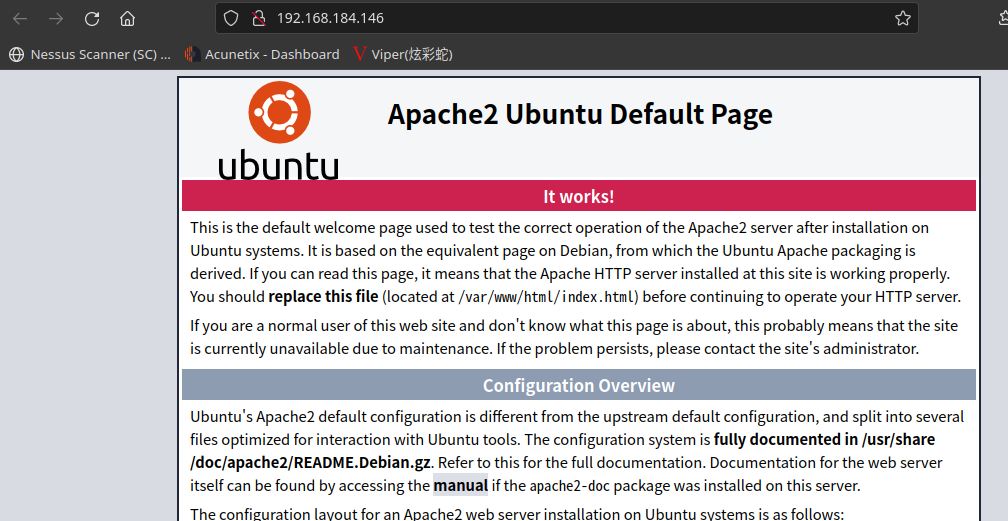 192.168.184.146
Nessus Scanner (SC) ... Acunetix - Dashboard Viper(炫彩蛇)
ubuntu
Apache2 Ubuntu Default Page
It works!
This is the default welcome page used to test the correct operation of the Apache2 server after installation on
Ubuntu systems. It is based on the equivalent page on Debian, from which the Ubuntu Apache packaging is
derived. If you can read this page, it means that the Apache HTTP server installed at this site is working properly.
You should replace this file (located at /var/www/html/index.html) before continuing to operate your HTTP server.
If you are a normal user of this web site and don't know what this page is about, this probably means that the site
is currently unavailable due to maintenance. If the problem persists, please contact the site's administrator.
Configuration Overview
Ubuntu's Apache2 default configuration is different from the upstream default configuration, and split into several
files optimized for interaction with Ubuntu tools. The configuration system is fully documented in /usr/share
/doc/apache2/README.Debian.gz. Refer to this for the full documentation. Documentation for the web server
itself can be found by accessing the manual if the apache2-doc package was installed on this server.
The configuration layout for an Apache2 web server installation on Ubuntu systems is as follows: